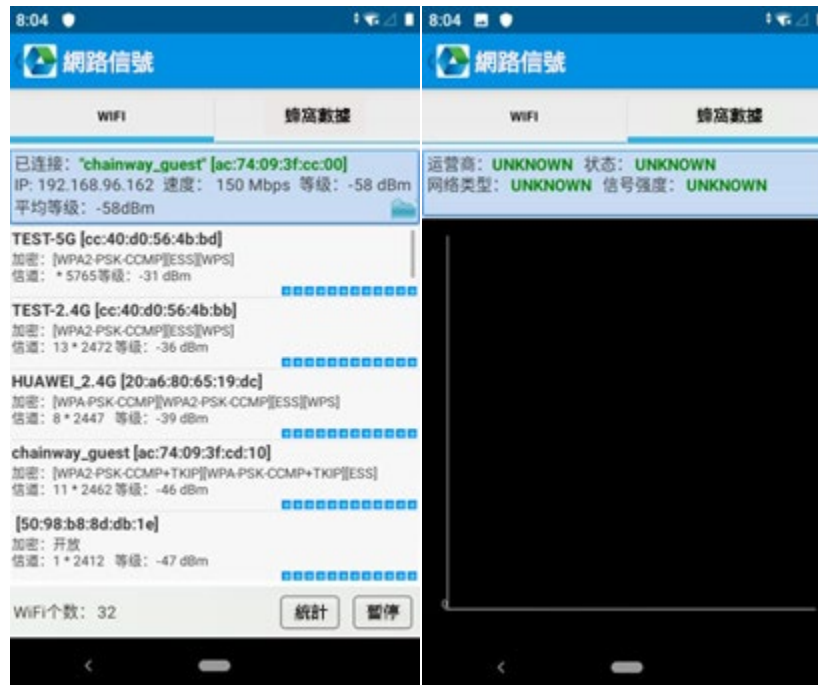 8:04
網路信號
WIFI
蜂窩數據
已连接： "chainway_guest" [ac:74:09:3f:cc:00]
IP: 192.168.96.162 速度： 150 Mbps 等级：-58 dBm
平均等级：-58dBm
TEST-5G [cc:40:d0:56:4b:bd]
加密：[WPA2-PSK-CCMP][ESS][WPS]
信道： * 5765等级：-31 dBm
TEST-2.4G [cc:40:d0:56:4b:bb]
加密：[WPA2-PSK-CCMP][ESS][WPS]
信道：13 * 2472 等级：-36 dBm
HUAWEI_2.4G [20:a6:80:65:19:dc]
加密：[WPA-PSK-CCMP][WPA2-PSK-CCMP][ESS][WPS]
信道：8 * 2447 等级：-39 dBm
chainway_guest [ac:74:09:3f:cd:10]
加密：[WPA2-PSK-CCMP+TKIP][WPA-PSK-CCMP+TKIP][ESS]
信道：11 * 2462 等级：-46 dBm
[50:98:b8:8d:db:1e]
加密：开放
信道：1 * 2412 等级：-47 dBm
WiFi个数：32
統計
暫停
8:04
網路信號
WIFI
蜂窩數據
运营商：UNKNOWN 状态：UNKNOWN
网络类型：UNKNOWN 信号强度：UNKNOWN
0